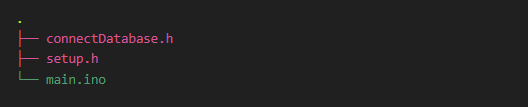 .
├── connectDatabase.h
├── setup.h
└── main.ino